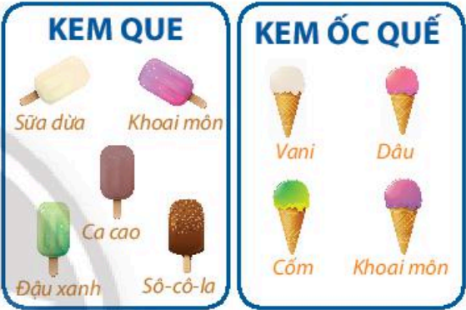 KEM QUE
Sữa dừa
Khoai môn
Ca cao
Đậu xanh
Sô-cô-la
KEM ỐC QUẾ
Vani
Dâu
Cốm
Khoai môn